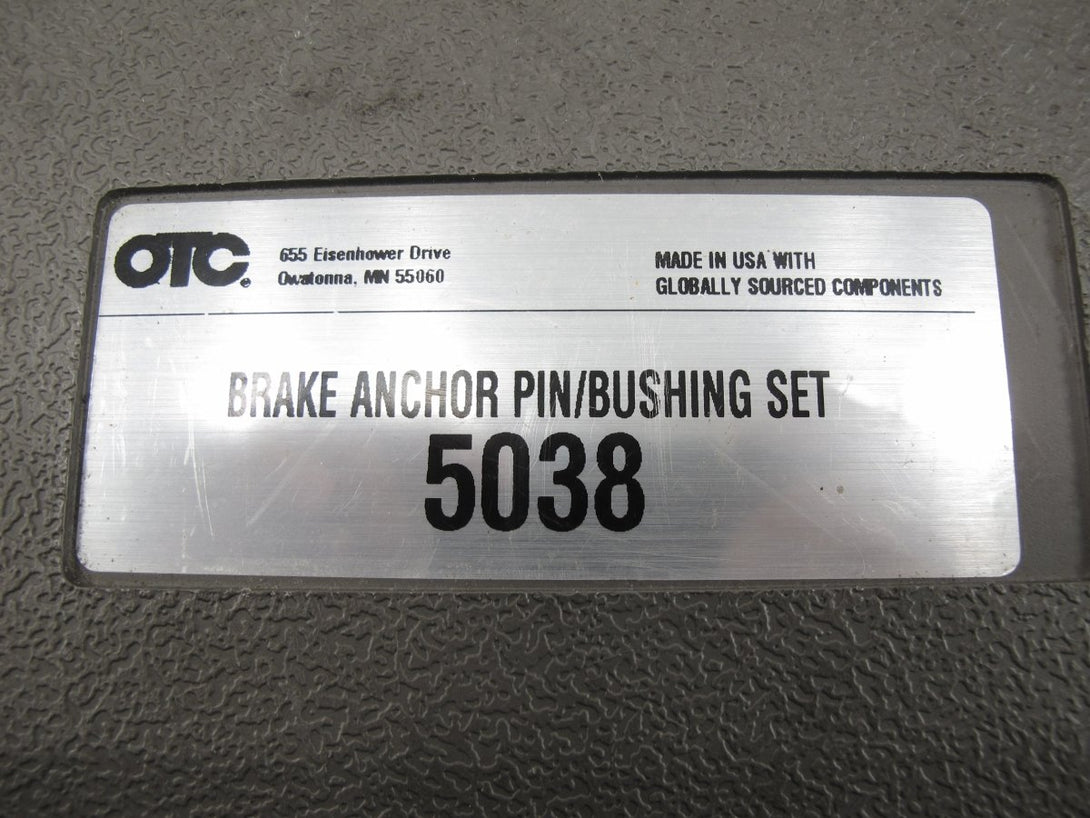 OTC®
655 Eisenhower Drive
Owatonna, MN 55060
MADE IN USA WITH
GLOBALLY SOURCED COMPONENTS
BRAKE ANCHOR PIN/BUSHING SET
5038